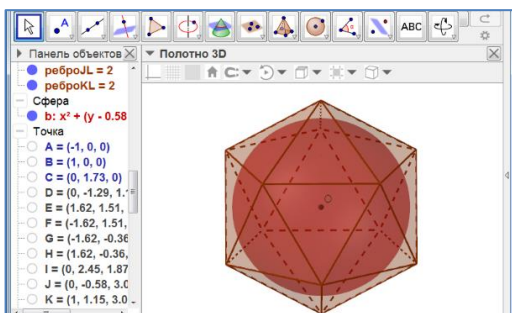 ABC
Панель объектов
Полотно 3D
реброJL = 2
реброKL = 2
Сфера
b: x² + (y - 0.58
Точка
A = (-1, 0, 0)
B = (1, 0, 0)
C = (0, 1.73, 0)
D = (0, -1.29, 1.
E = (1.62, 1.51,
F = (-1.62, 1.51,
G = (-1.62, -0.36
H = (1.62, -0.36,
I = (0, 2.45, 1.87
J = (0, -0.58, 3.0
K = (1, 1.15, 3.0